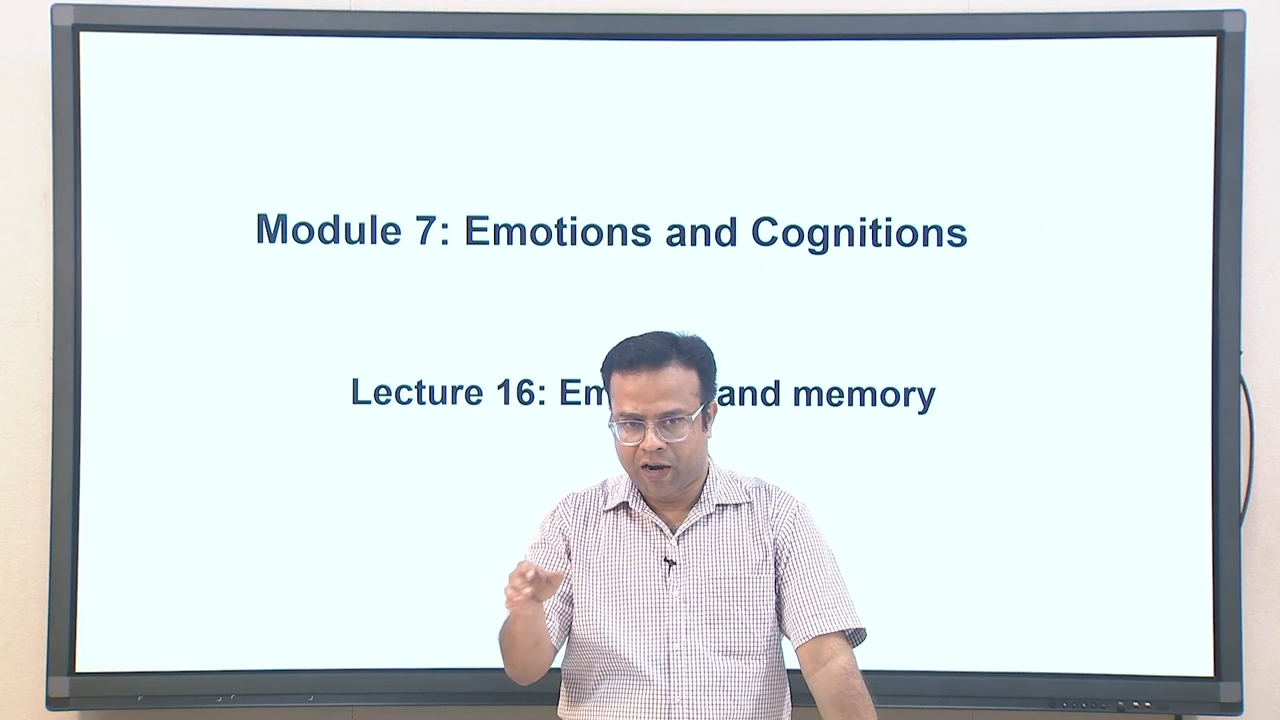 Module 7: Emotions and Cognitions
Lecture 16: Em and memory